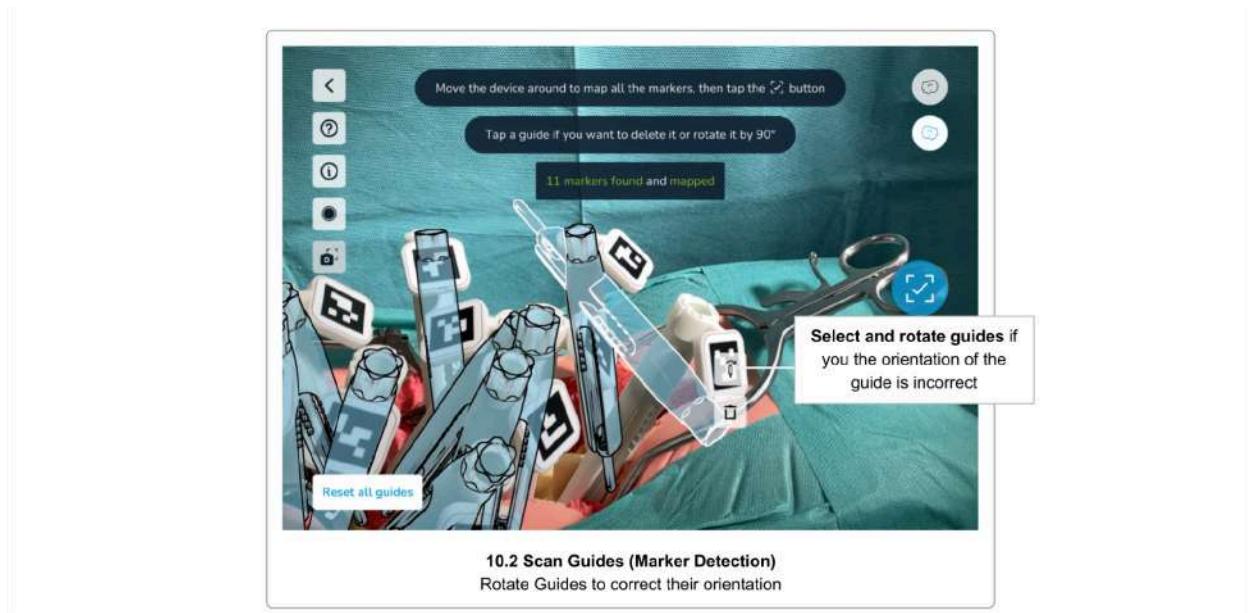 Move the device around to map all the markers, then tap the button
Tap a guide if you want to delete it or rotate it by 90°
11 markers found and mapped
Select and rotate guides if
you the orientation of the
guide is incorrect
Reset all guides
10.2 Scan Guides (Marker Detection)
Rotate Guides to correct their orientation